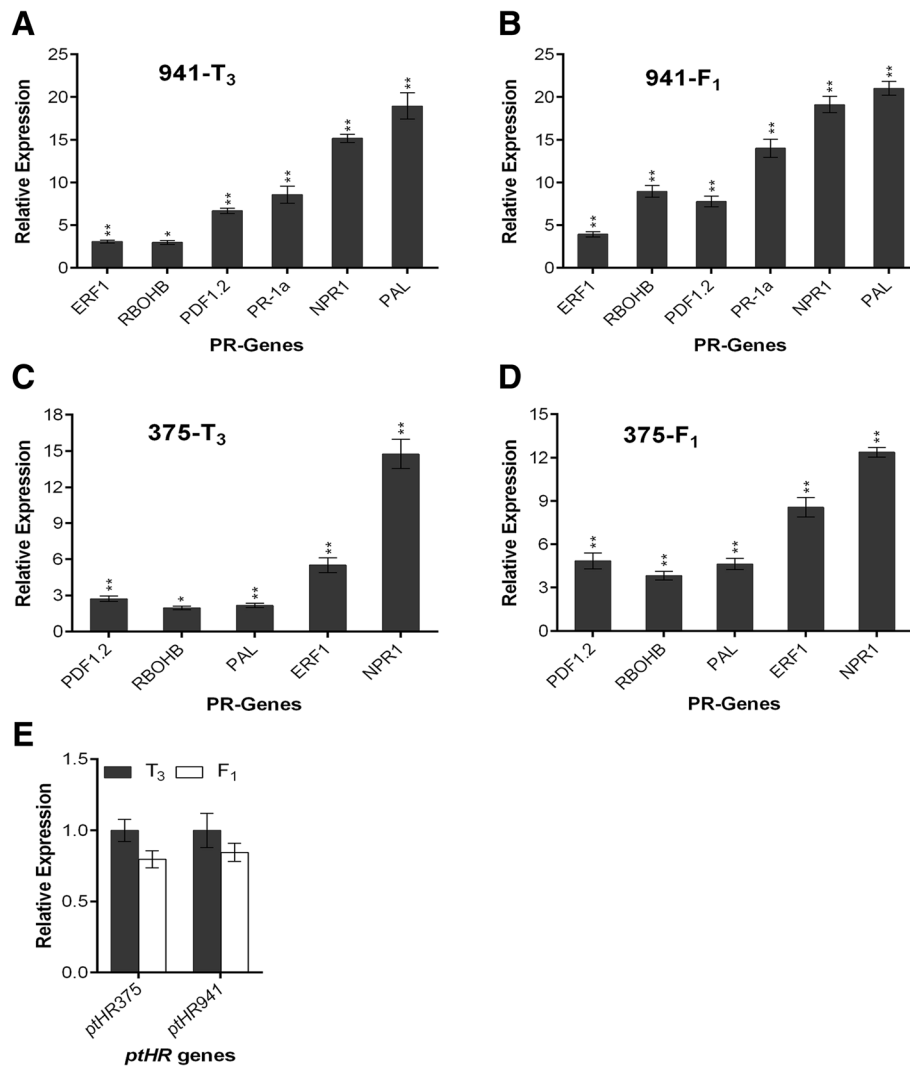 A
941-T3
Relative Expression
25
20
15
10
5
0
**
*
**
**
**
**
ERF1
RBOHB
PDF1.2
PR-1a
NPR1
PAL
PR-Genes
B
941-F1
Relative Expression
25
20
15
10
5
0
**
**
**
**
**
**
ERF1
RBOHB
PDF1.2
PR-1a
NPR1
PAL
PR-Genes
C
375-T3
Relative Expression
18
15
12
9
6
3
0
**
*
**
**
**
PDF1.2
RBOHB
PAL
ERF1
NPR1
PR-Genes
D
375-F1
Relative Expression
15
12
9
6
3
0
**
**
**
**
**
PDF1.2
RBOHB
PAL
ERF1
NPR1
PR-Genes
E
T3 F1
Relative Expression
1.5
1.0
0.5
0.0
ptHR375
ptHR941
ptHR genes